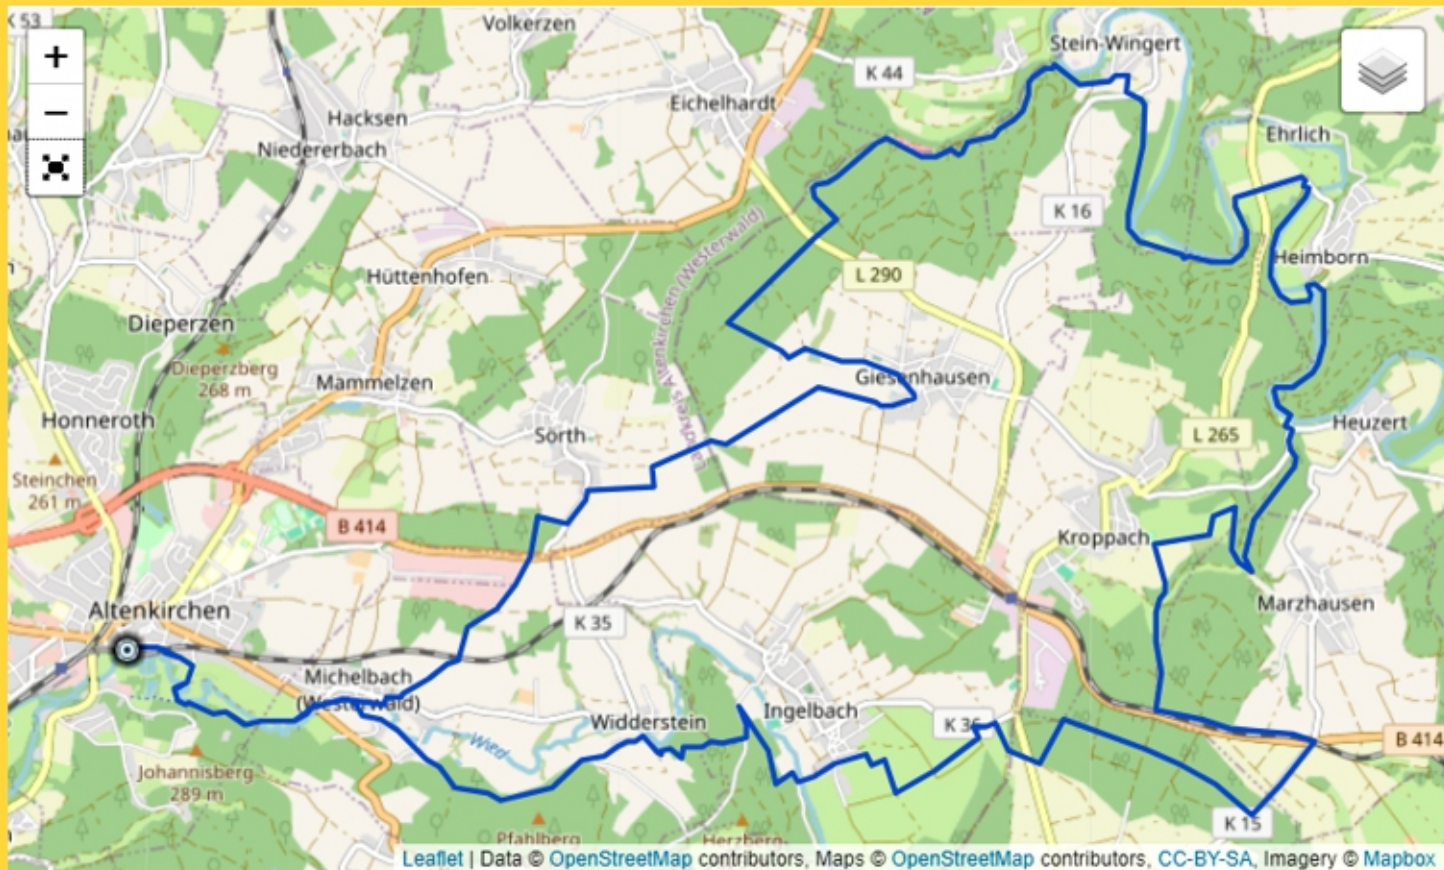 K 53
Volkerzen
Stein-Wingert
+
K 44
Eichelhardt
−
Hacksen
Ehrlich
Niedererbach
K 16
Landkreis Altenkirchen (Westerwald)
Heimborn
Hüttenhofen
L 290
Dieperzen
Dieperzberg
268 m
Mammelzen
Giesenhausen
Honneroth
Sörth
L 265
Heuzert
Steinchen
261 m
B 414
Kroppach
Altenkirchen
K 35
Marzhausen
Michelbach
(Westerwald)
Widderstein
Ingelbach
K 36
Wied
B 414
Johannisberg
289 m
K 15
Pfahlberg
Herzberg
Leaflet | Data © OpenStreetMap contributors, Maps © OpenStreetMap contributors, CC-BY-SA, Imagery © Mapbox